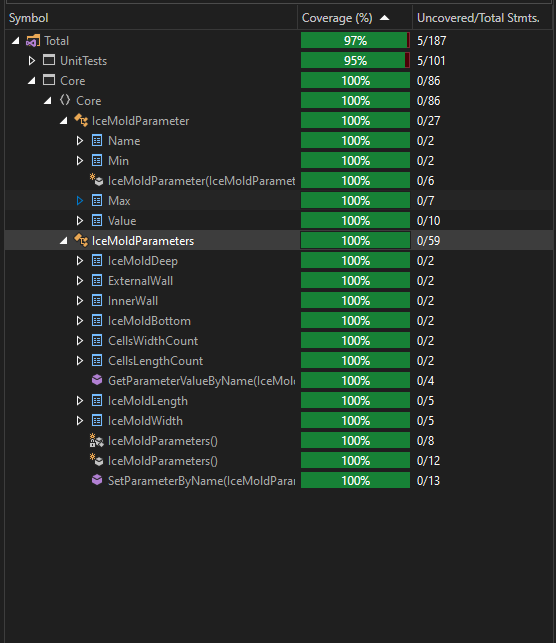 Symbol Coverage (%) Uncovered/Total Stmts.
Total 97% 5/187
UnitTests 95% 5/101
Core 100% 0/86
Core 100% 0/86
IceMoldParameter 100% 0/27
Name 100% 0/2
Min 100% 0/2
IceMoldParameter(IceMoldParamet 100% 0/6
Max 100% 0/7
Value 100% 0/10
IceMoldParameters 100% 0/59
IceMoldDeep 100% 0/2
ExternalWall 100% 0/2
InnerWall 100% 0/2
IceMoldBottom 100% 0/2
CellsWidthCount 100% 0/2
CellsLengthCount 100% 0/2
GetParameterValueByName(IceMol 100% 0/4
IceMoldLength 100% 0/5
IceMoldWidth 100% 0/5
IceMoldParameters() 100% 0/8
IceMoldParameters() 100% 0/12
SetParameterByName(IceMoldPara 100% 0/13